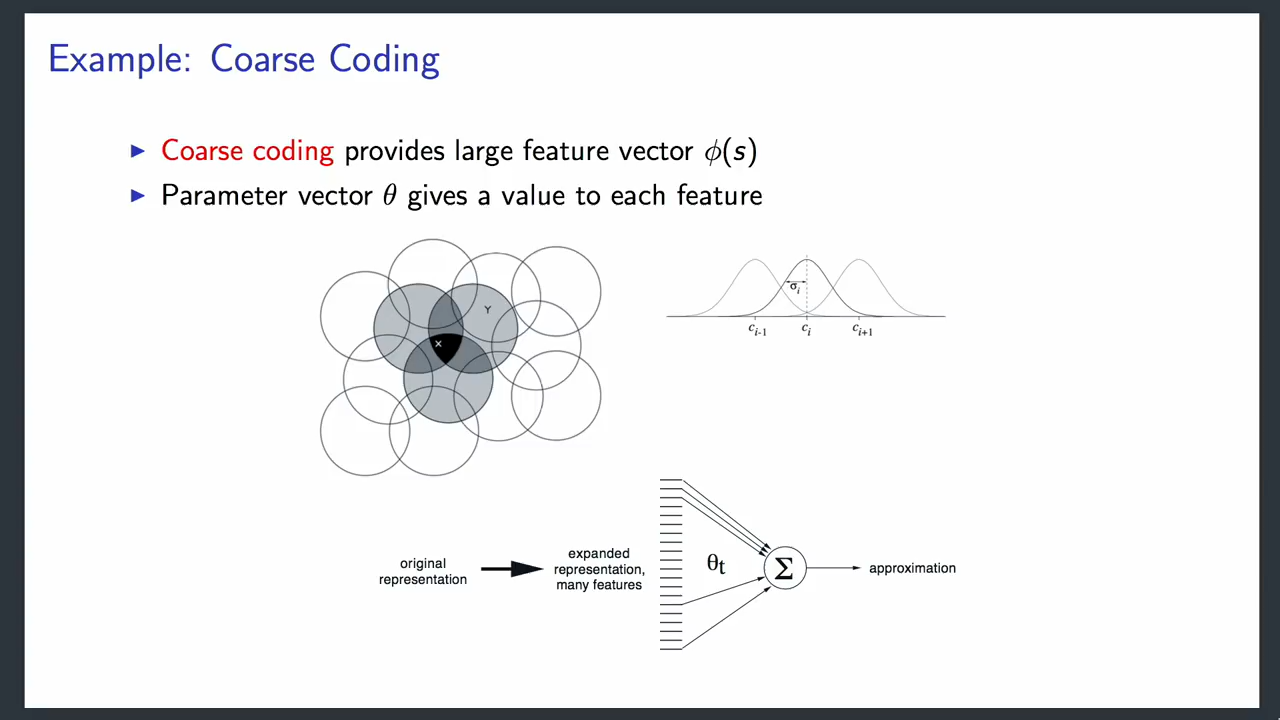 Example: Coarse Coding
Coarse coding provides large feature vector ϕ(s)
Parameter vector θ gives a value to each feature
Y
X
σi
ci-1 ci ci+1
original
representation
expanded
representation,
many features
θt
Σ
approximation